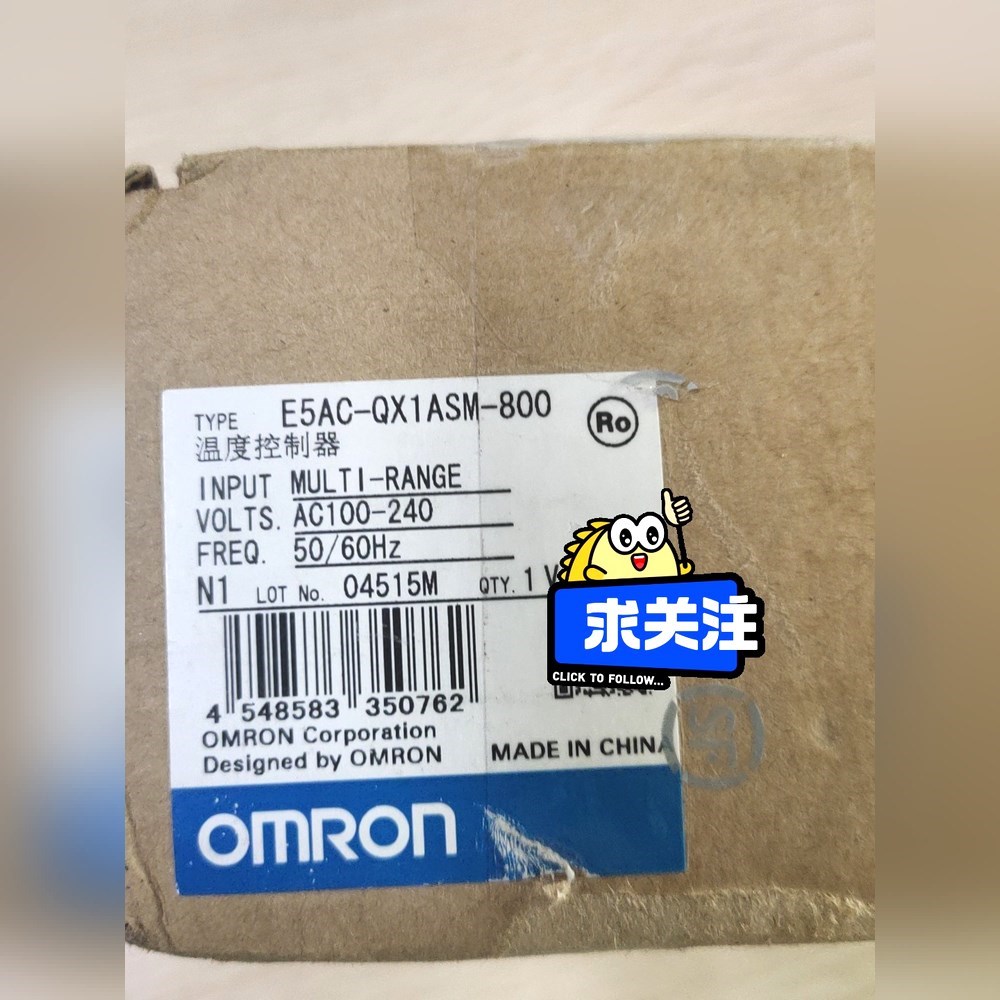 TYPE E5AC-QX1ASM-800
Ro
温度控制器
INPUT MULTI-RANGE
VOLTS. AC100-240
FREQ. 50/60Hz
N1 LOT No. 04515M QTY. 1
求关注
CLICK TO FOLLOW...
4 548583 350762
OMRON Corporation
Designed by OMRON
MADE IN CHINA
OMRON